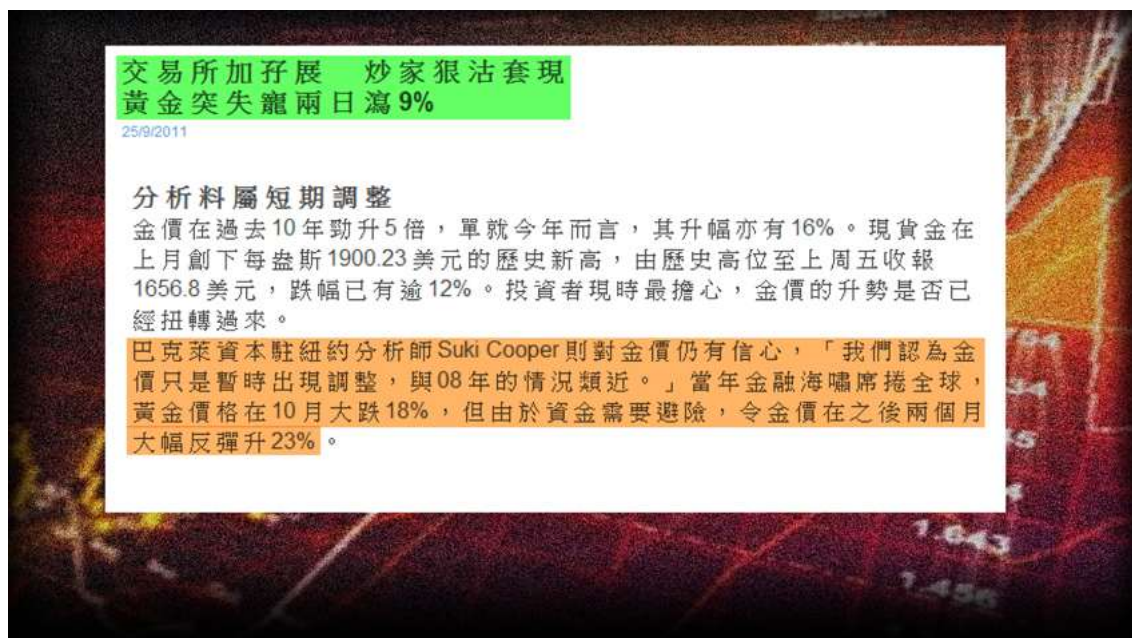 交易所加孖展　炒家狠沽套現
黃金突失寵兩日瀉9%
25/9/2011
分析料屬短期調整
金價在過去10年勁升5倍，單就今年而言，其升幅亦有16%。現貨金在
上月創下每盎斯1900.23美元的歷史新高，由歷史高位至上周五收報
1656.8美元，跌幅已有逾12%。投資者現時最擔心，金價的升勢是否已
經扭轉過來。
巴克萊資本駐紐約分析師Suki Cooper則對金價仍有信心，「我們認為金
價只是暫時出現調整，與08年的情況類近。」當年金融海嘯席捲全球，
黃金價格在10月大跌18%，但由於資金需要避險，令金價在之後兩個月
大幅反彈升23%。
1.643
1.456